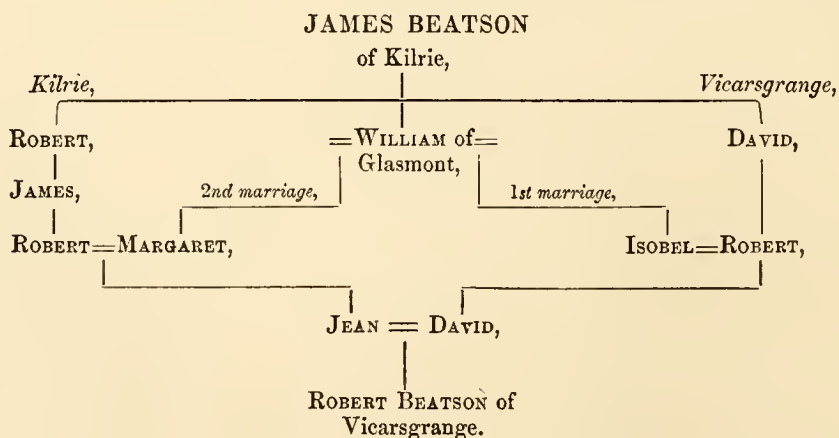 JAMES BEATSON
of Kilrie,
Kilrie, Vicarsgrange,
ROBERT, =WILLIAM of= DAVID,
Glasmont,
JAMES, 2nd marriage, 1st marriage,
ROBERT=MARGARET, ISOBEL=ROBERT,
JEAN = DAVID,
ROBERT BEATSON of
Vicarsgrange.